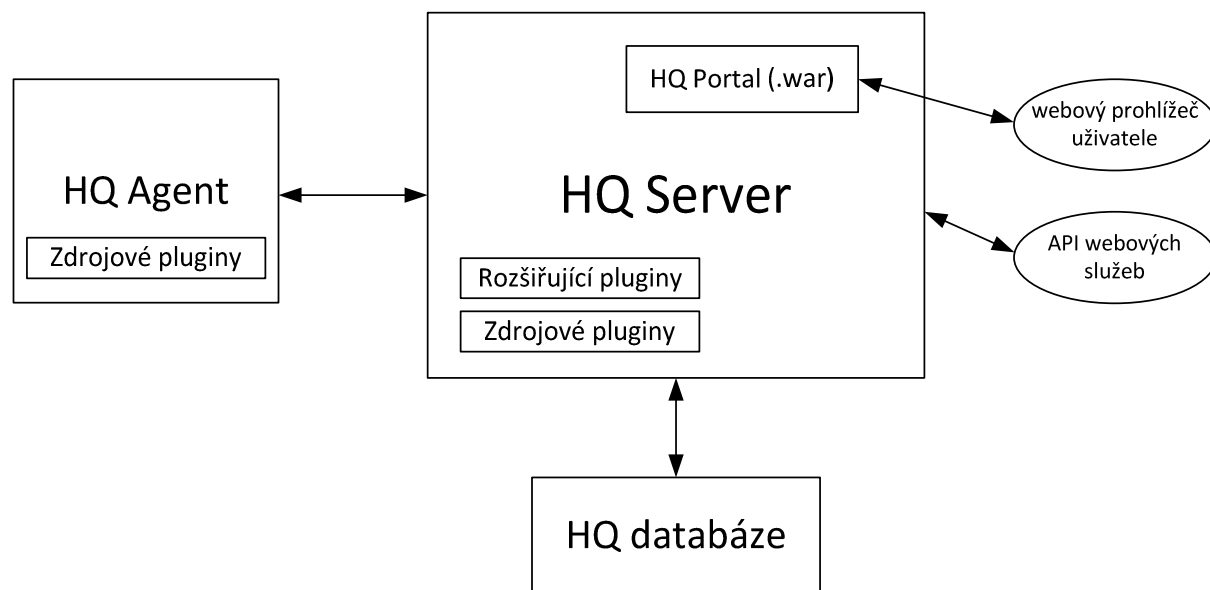 HQ Portal (.war)
webový prohlížeč
uživatele
HQ Agent
HQ Server
Zdrojové pluginy
API webových
služeb
Rozšiřující pluginy
Zdrojové pluginy
HQ databáze